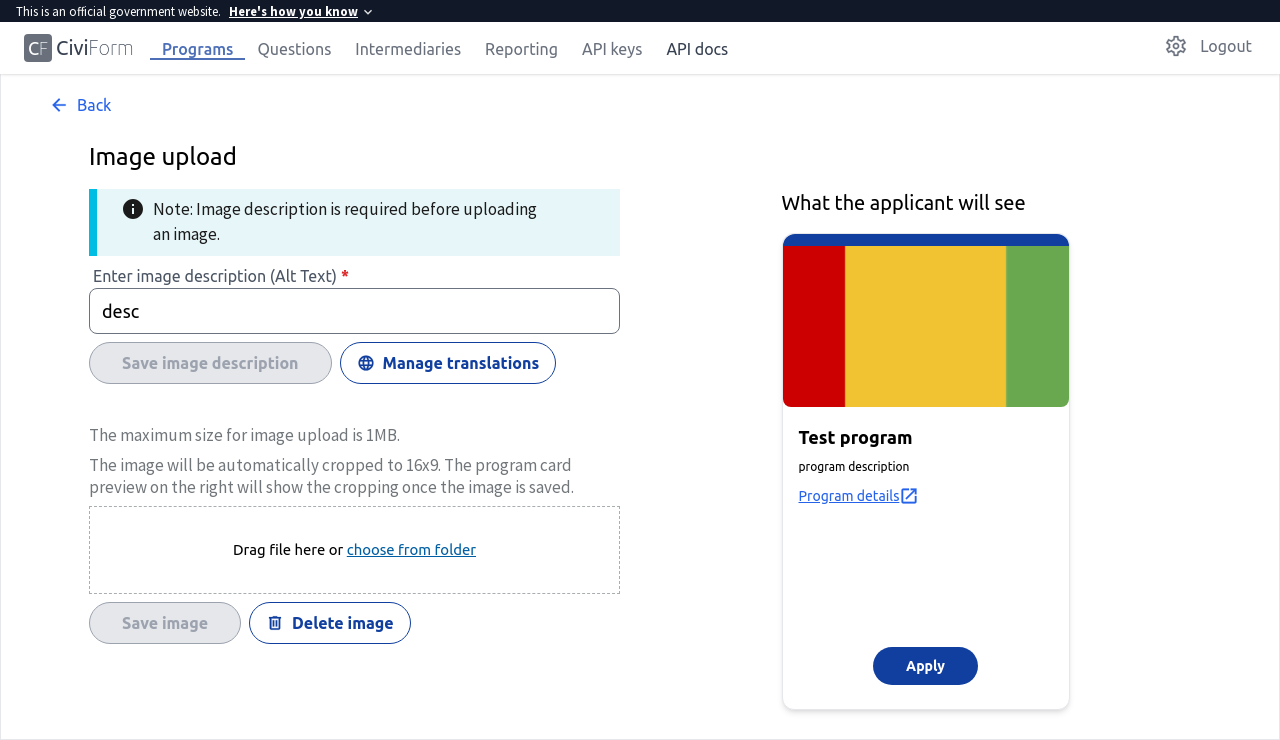 This is an official government website. Here's how you know
CF CiviForm Programs Questions Intermediaries Reporting API keys API docs Logout
Back
Image upload
Note: Image description is required before uploading
an image.
Enter image description (Alt Text) *
desc
Save image description Manage translations
The maximum size for image upload is 1MB.
The image will be automatically cropped to 16x9. The program card
preview on the right will show the cropping once the image is saved.
Drag file here or choose from folder
Save image Delete image
What the applicant will see
Test program
program description
Program details
Apply